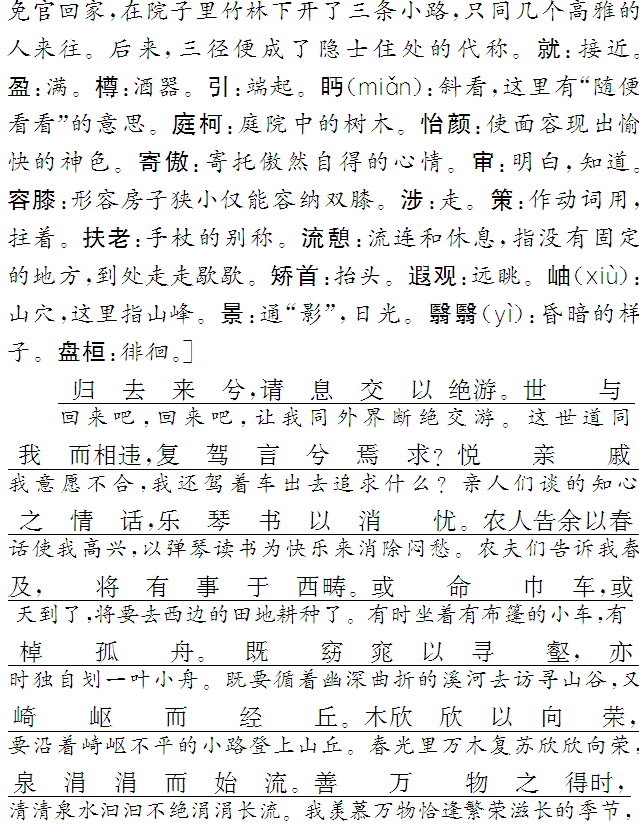 免官回家，在院子里竹林下开了三条小路，只同几个高雅的
人来往。后来，三径便成了隐士住处的代称。就：接近。
盈：满。樽：酒器。引：端起。眄(miǎn)：斜看，这里有“随便
看看”的意思。庭柯：庭院中的树木。怡颜：使面容现出愉
快的神色。寄傲：寄托傲然自得的心情。审：明白，知道。
容膝：形容房子狭小仅能容纳双膝。涉：走。策：作动词用，
拄着。扶老：手杖的别称。流憩：流连和休息，指没有固定
的地方，到处走走歇歇。矫首：抬头。遐观：远眺。岫(xiù)：
山穴，这里指山峰。景：通“影”，日光。翳翳(yì)：昏暗的样
子。盘桓：徘徊。]
归去来兮，请息交以绝游。世与
回来吧，回来吧，让我同外界断绝交游。这世道同
我而相违，复驾言兮焉求？悦亲戚
我意愿不合，我还驾着车出去追求什么？亲人们谈的知心
之情话，乐琴书以消忧。农人告余以春
话使我高兴，以弹琴读书为快乐来消除闷愁。农夫们告诉我春
及，将有事于西畴。或命巾车，或
天到了，将要去西边的田地耕种了。有时坐着有布篷的小车，有
棹孤舟。既窈窕以寻壑，亦
时独自划一叶小舟。既要循着幽深曲折的溪河去访寻山谷，又
崎岖而经丘。木欣欣以向荣，
要沿着崎岖不平的小路登上山丘。春光里万木复苏欣欣向荣，
泉涓涓而始流。善万物之得时，
清清泉水汩汩不绝涓涓长流。我羡慕万物恰逢繁荣滋长的季节，